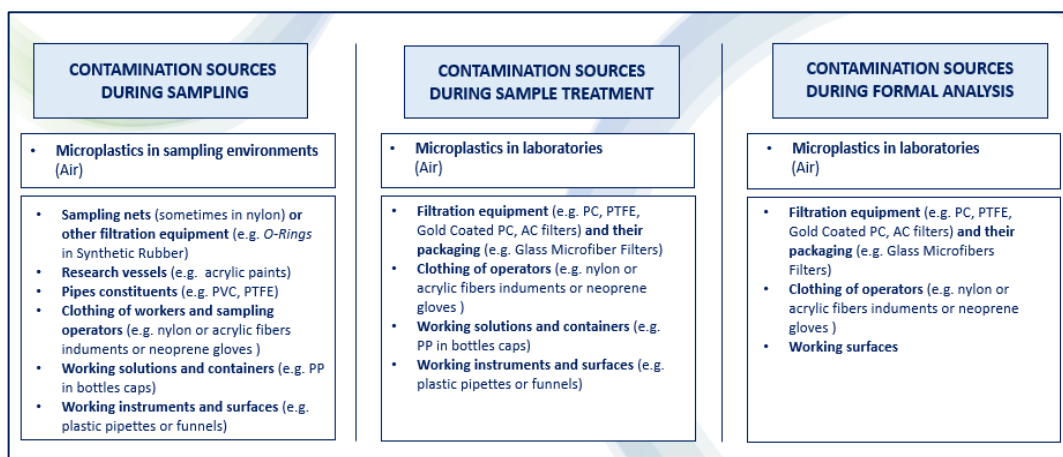 CONTAMINATION SOURCES
DURING SAMPLING
• Microplastics in sampling environments
(Air)
• Sampling nets (sometimes in nylon) or
other filtration equipment (e.g. O-Rings
in Synthetic Rubber)
• Research vessels (e.g. acrylic paints)
• Pipes constituents (e.g. PVC, PTFE)
• Clothing of workers and sampling
operators (e.g. nylon or acrylic fibers
induments or neoprene gloves )
• Working solutions and containers (e.g. PP
in bottles caps)
• Working instruments and surfaces (e.g.
plastic pipettes or funnels)
CONTAMINATION SOURCES
DURING SAMPLE TREATMENT
• Microplastics in laboratories
(Air)
• Filtration equipment (e.g. PC, PTFE,
Gold Coated PC, AC filters) and their
packaging (e.g. Glass Microfiber Filters)
• Clothing of operators (e.g. nylon or
acrylic fibers induments or neoprene
gloves )
• Working solutions and containers (e.g.
PP in bottles caps)
• Working instruments and surfaces (e.g.
plastic pipettes or funnels)
CONTAMINATION SOURCES
DURING FORMAL ANALYSIS
• Microplastics in laboratories
(Air)
• Filtration equipment (e.g. PC, PTFE,
Gold Coated PC, AC filters) and their
packaging (e.g. Glass Microfibers
Filters)
• Clothing of operators (e.g. nylon or
acrylic fibers induments or neoprene
gloves )
• Working surfaces